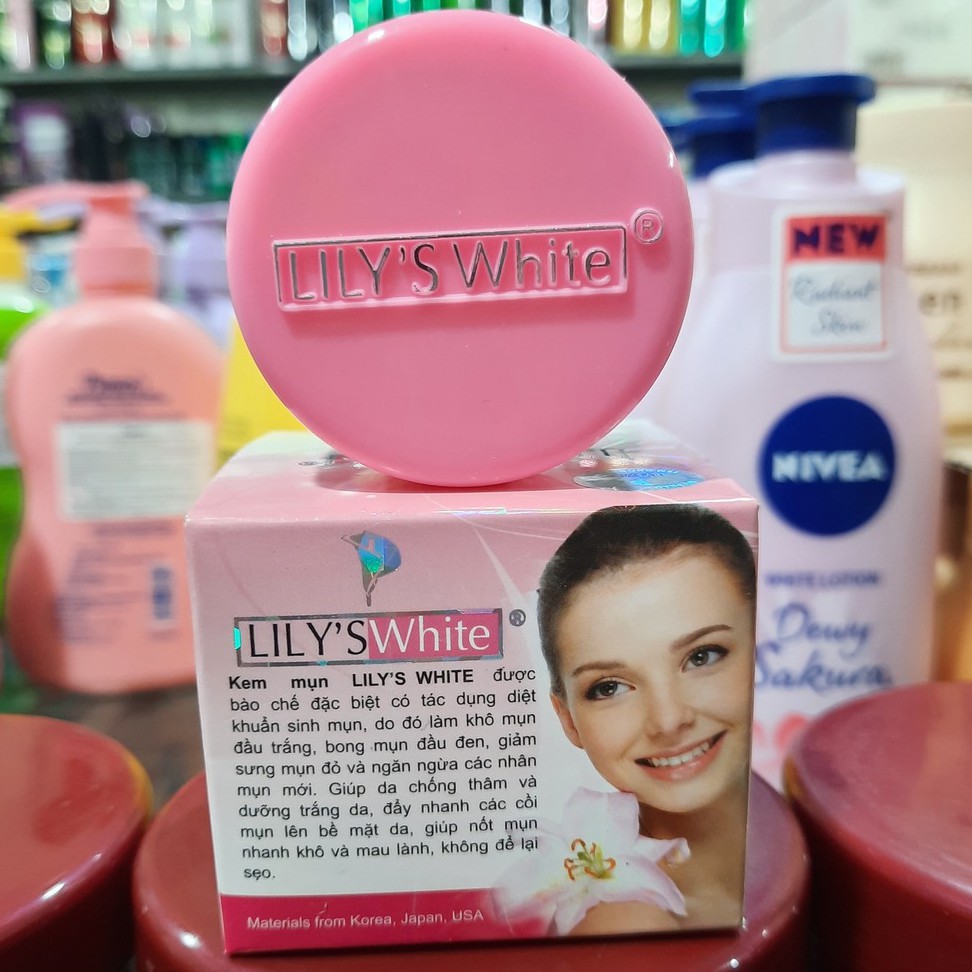 LILY'S White ®
LILY'S White ®
Kem mụn LILY'S WHITE được
bào chế đặc biệt có tác dụng diệt
khuẩn sinh mụn, do đó làm khô mụn
đầu trắng, bong mụn đầu đen, giảm
sưng mụn đỏ và ngăn ngừa các nhân
mụn mới. Giúp da chống thâm và
dưỡng trắng da, đẩy nhanh các cồi
mụn lên bề mặt da, giúp nốt mụn
nhanh khô và mau lành, không để lại
sẹo.
Materials from Korea, Japan, USA
NEW
Radiant
Skin
NIVEA
WHITE LOTION
Dewy
Sakura